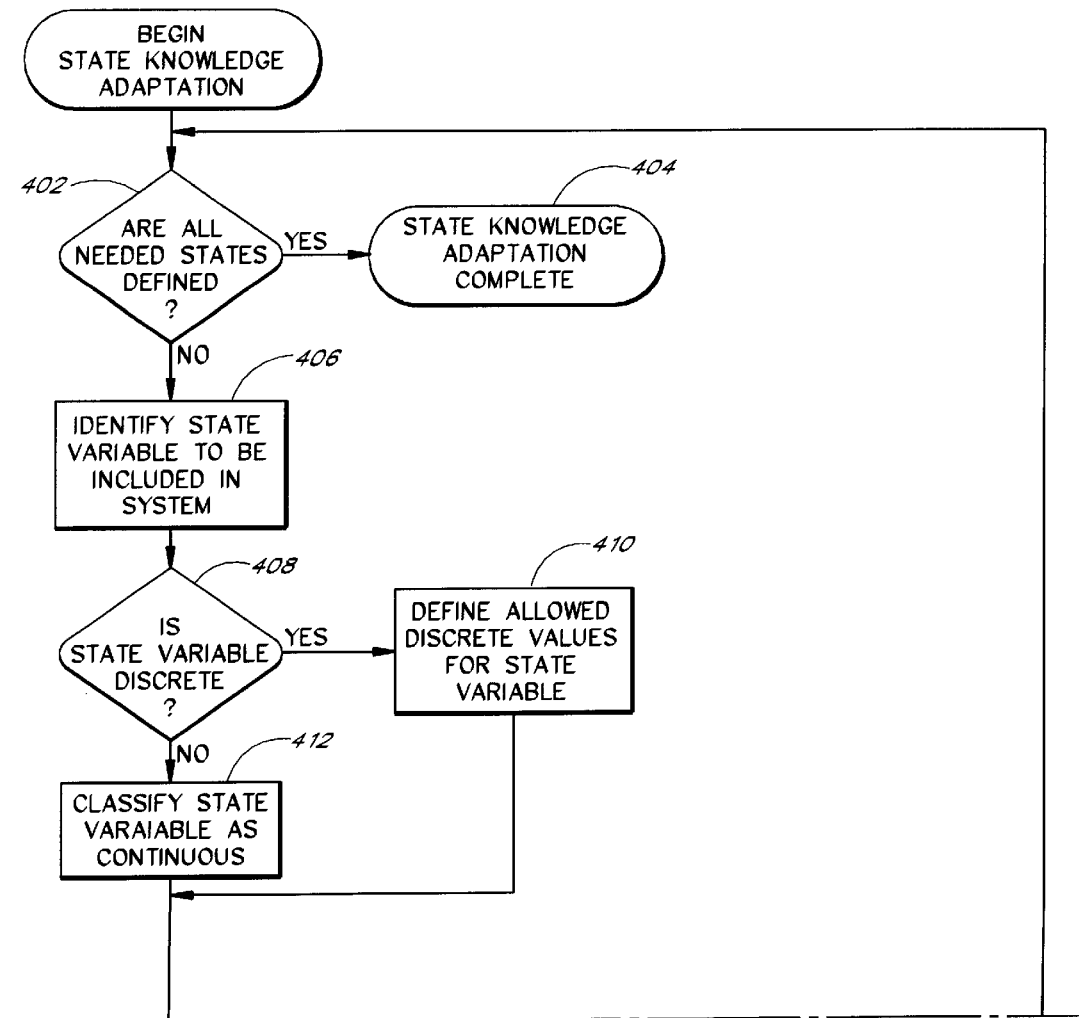 BEGIN
STATE KNOWLEDGE
ADAPTATION
402
ARE ALL
NEEDED STATES
DEFINED
?
YES
404
STATE KNOWLEDGE
ADAPTATION
COMPLETE
NO
406
IDENTIFY STATE
VARIABLE TO BE
INCLUDED IN
SYSTEM
408
IS
STATE VARIABLE
DISCRETE
?
YES
410
DEFINE ALLOWED
DISCRETE VALUES
FOR STATE
VARIABLE
NO
412
CLASSIFY STATE
VARAIABLE AS
CONTINUOUS